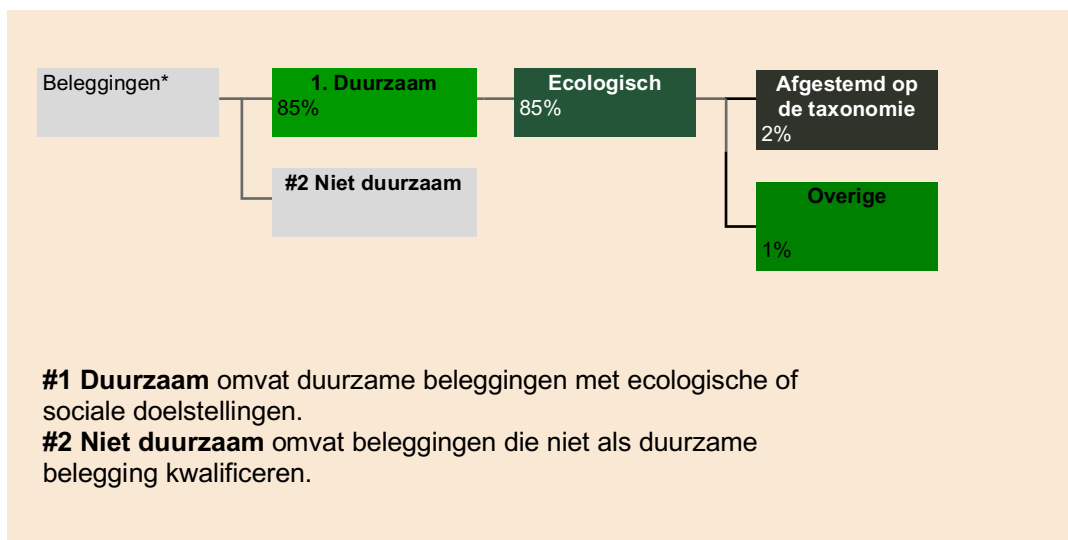 Beleggingen*
1. Duurzaam
85%
Ecologisch
85%
Afgestemd op
de taxonomie
2%
#2 Niet duurzaam
Overige
1%
#1 Duurzaam omvat duurzame beleggingen met ecologische of
sociale doelstellingen.
#2 Niet duurzaam omvat beleggingen die niet als duurzame
belegging kwalificeren.